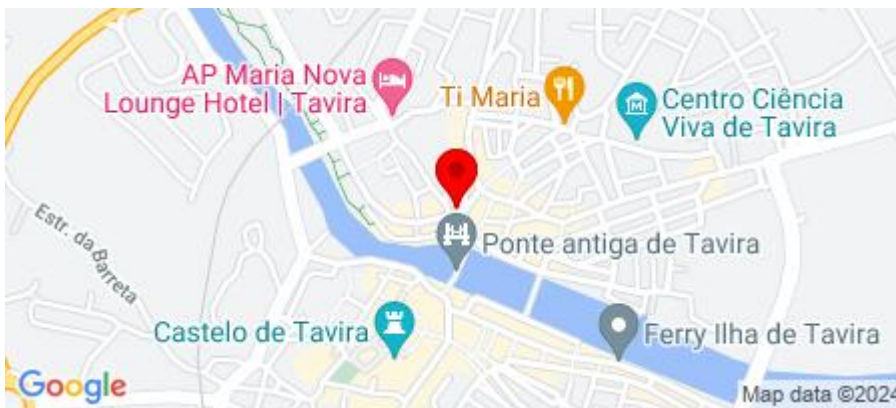 AP Maria Nova
Lounge Hotel | Tavira
Ti Maria
Centro Ciência
Viva de Tavira
Estr. da Barreta
Ponte antiga de Tavira
Castelo de Tavira
Ferry Ilha de Tavira
Google
Map data ©2024